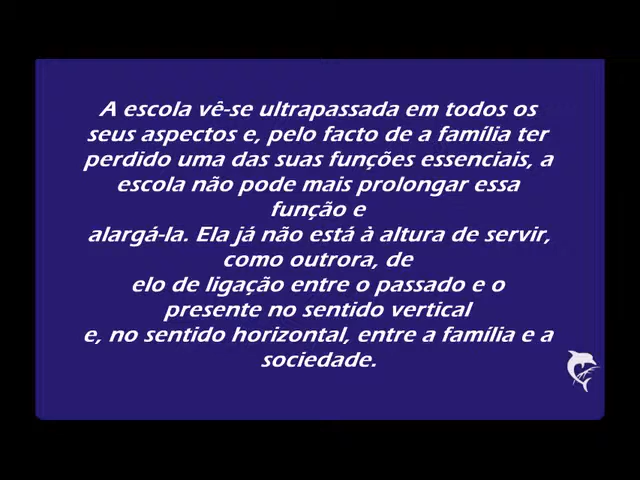 A escola vê-se ultrapassada em todos os
seus aspectos e, pelo facto de a família ter
perdido uma das suas funções essenciais, a
escola não pode mais prolongar essa
função e
alargá-la. Ela já não está à altura de servir,
como outrora, de
elo de ligação entre o passado e o
presente no sentido vertical
e, no sentido horizontal, entre a família e a
sociedade.